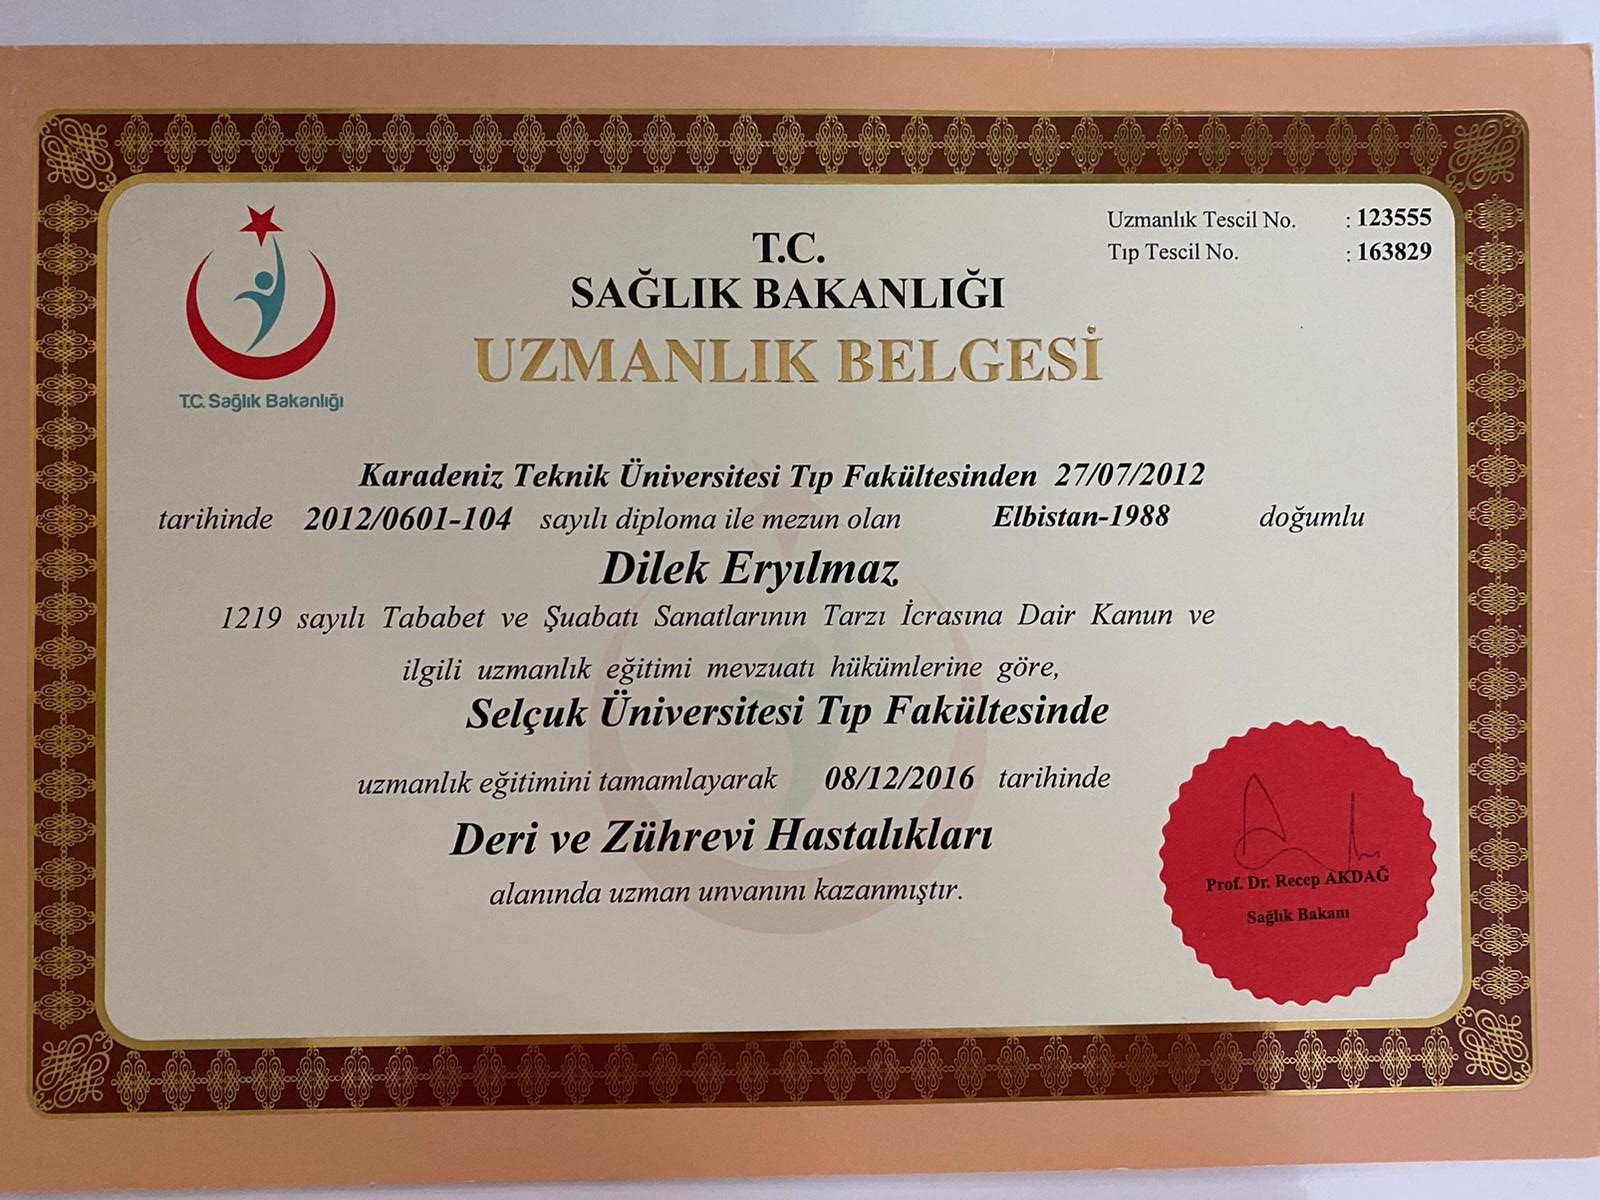 Uzmanlık Tescil No. : 123555
Tıp Tescil No. : 163829
T.C.
SAĞLIK BAKANLIĞI
UZMANLIK BELGESİ
T.C. Sağlık Bakanlığı
Karadeniz Teknik Üniversitesi Tıp Fakültesinden 27/07/2012
tarihinde 2012/0601-104 sayılı diploma ile mezun olan Elbistan-1988 doğumlu
Dilek Eryılmaz
1219 sayılı Tababet ve Şuabatı Sanatlarının Tarzı İcrasına Dair Kanun ve
ilgili uzmanlık eğitimi mevzuatı hükümlerine göre,
Selçuk Üniversitesi Tıp Fakültesinde
uzmanlık eğitimini tamamlayarak 08/12/2016 tarihinde
Deri ve Zührevi Hastalıkları
alanında uzman unvanını kazanmıştır.
Prof. Dr. Recep AKDAĞ
Sağlık Bakanı